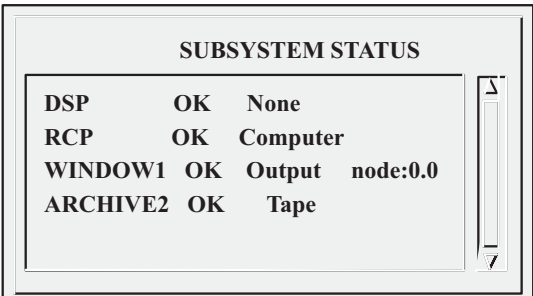 SUBSYSTEM STATUS
DSP OK None
RCP OK Computer
WINDOW1 OK Output node:0.0
ARCHIVE2 OK Tape